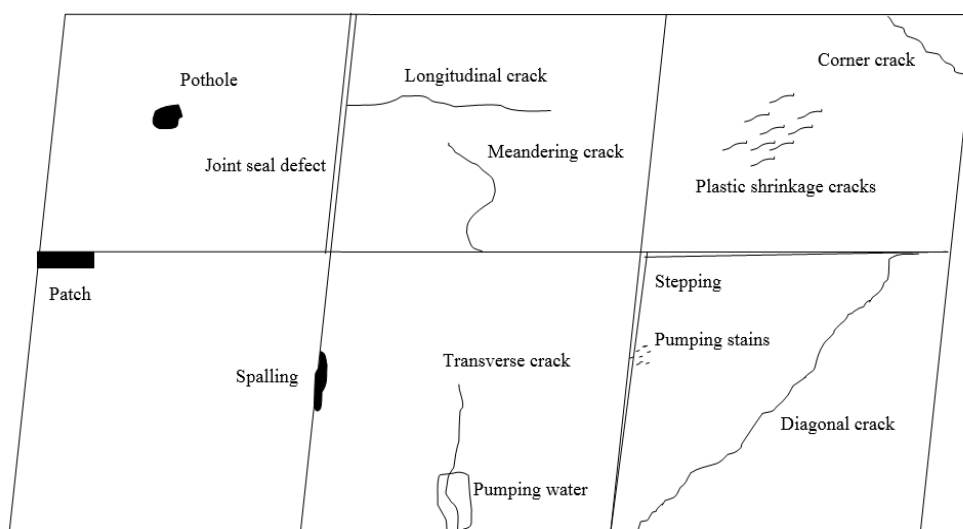 Corner crack
Pothole
Longitudinal crack
Joint seal defect
Meandering crack
Plastic shrinkage cracks
Patch
Stepping
Pumping stains
Spalling
Transverse crack
Diagonal crack
Pumping water